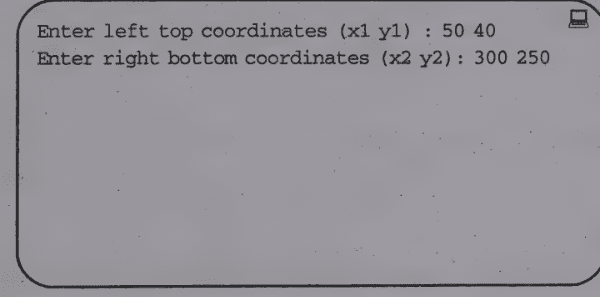 Enter left top coordinates (x1 y1) : 50 40
Enter right bottom coordinates (x2 y2): 300 250